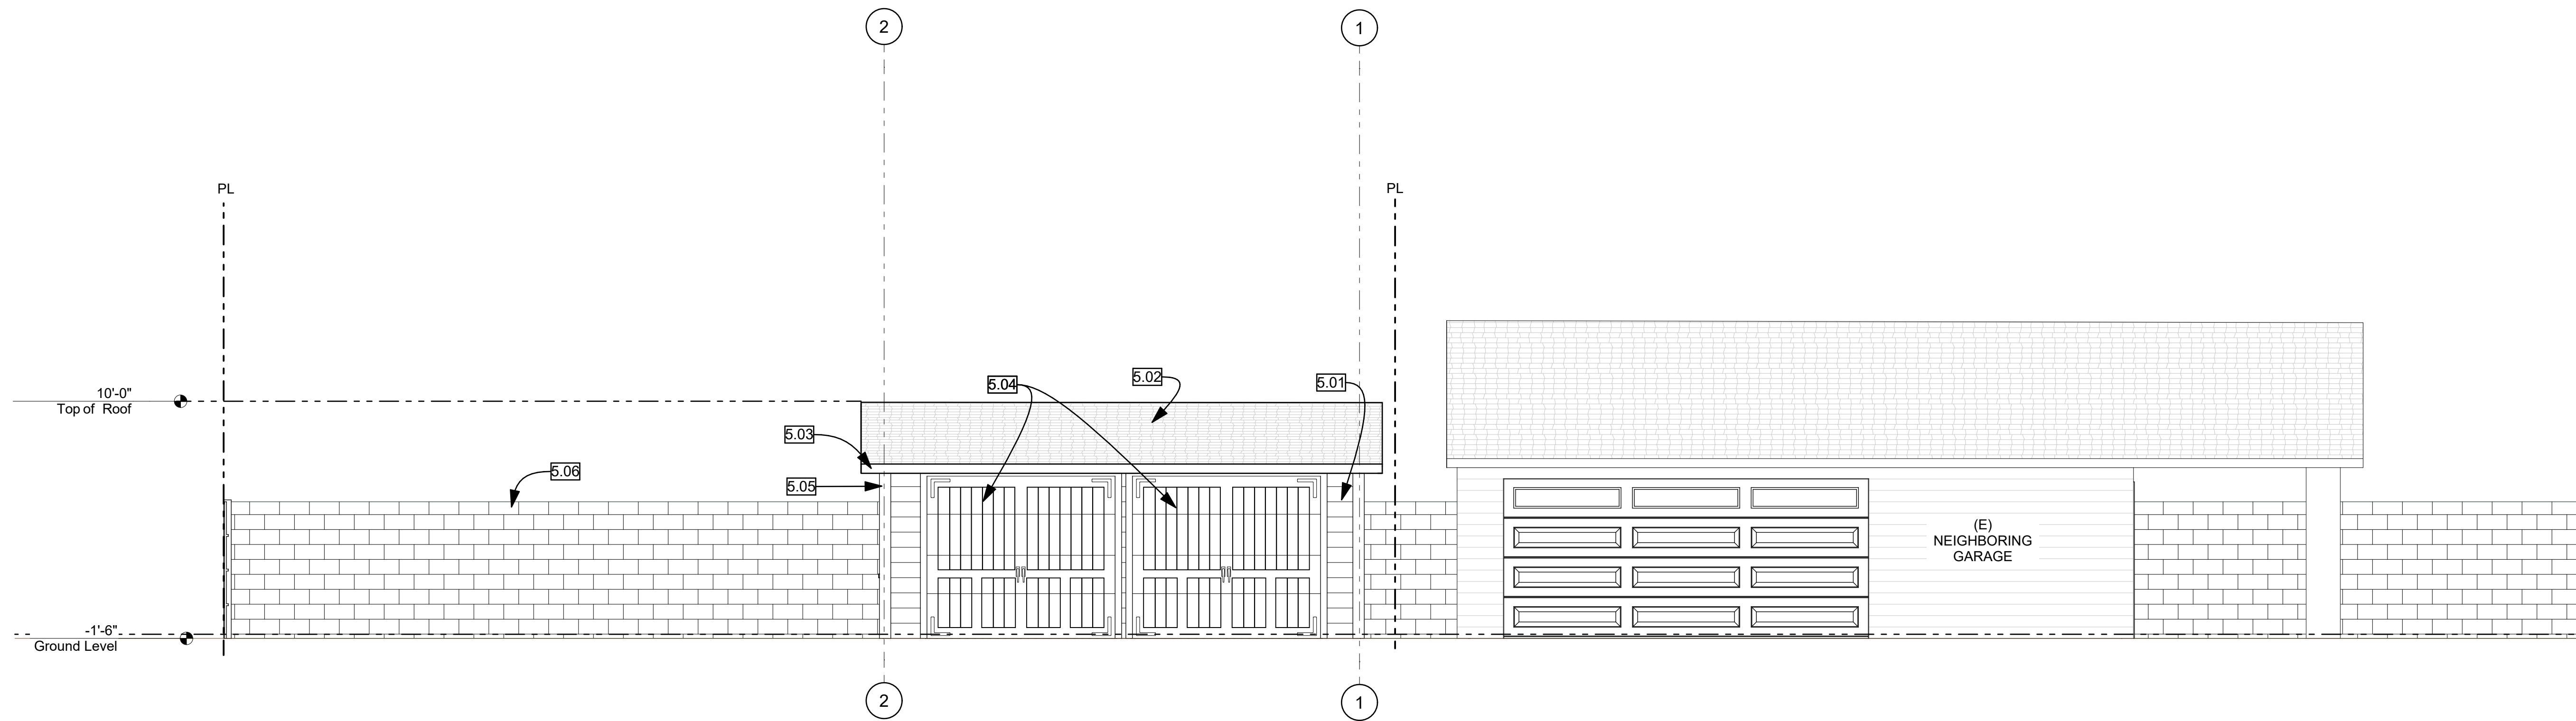 2
1
PL
PL
5.02
5.01
5.04
10'-0"
Top of Roof
5.03
5.06
5.05
(E)
NEIGHBORING
GARAGE
-1'-6"
Ground Level
2
1